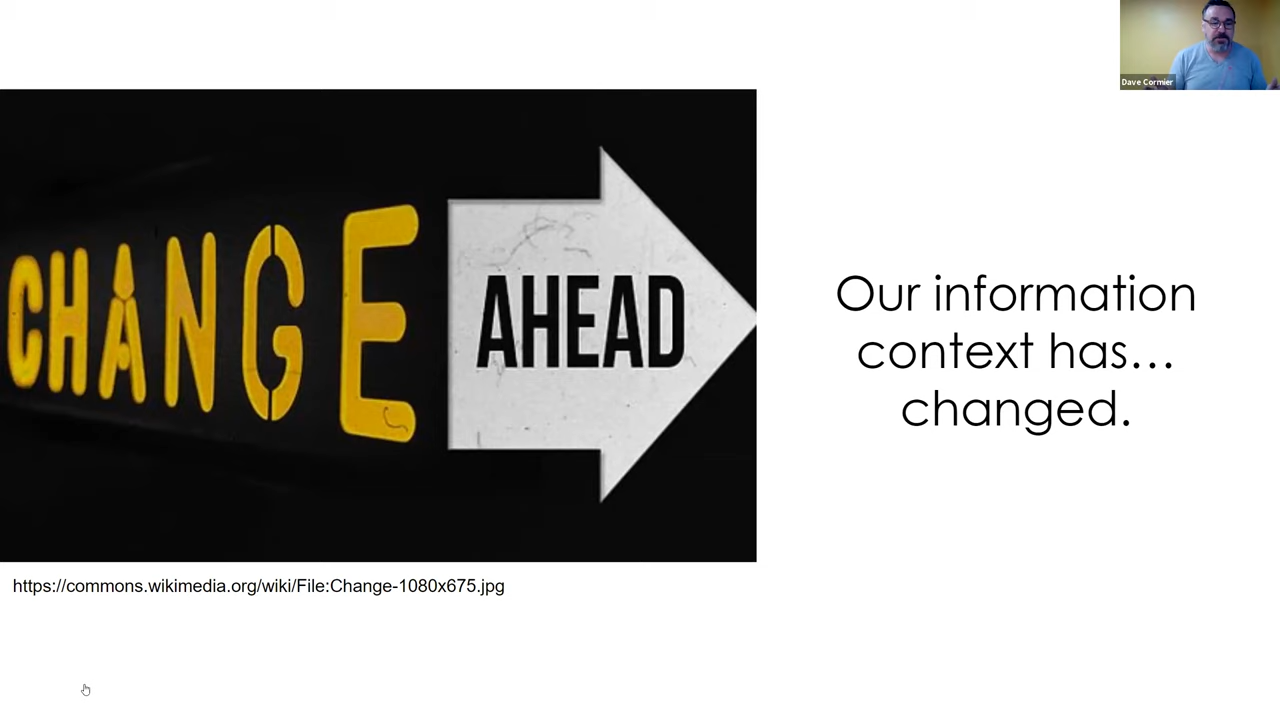 Dave Cormier
CHANGE
AHEAD
Our information
context has...
changed.
https://commons.wikimedia.org/wiki/File:Change-1080x675.jpg